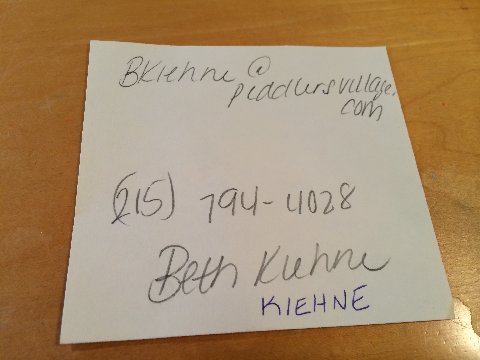 BKiehne@
peddlersvillage.
com
(215) 794-4028
Beth Kiehne
KIEHNE